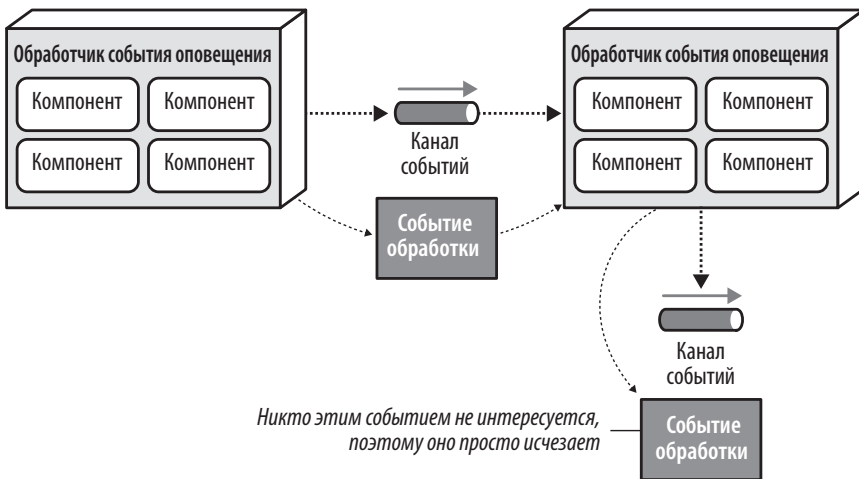 Обработчик события оповещения
Компонент Компонент
Компонент Компонент
Канал
событий
Событие
обработки
Обработчик события оповещения
Компонент Компонент
Компонент Компонент
Канал
событий
Никто этим событием не интересуется,
поэтому оно просто исчезает
Событие
обработки